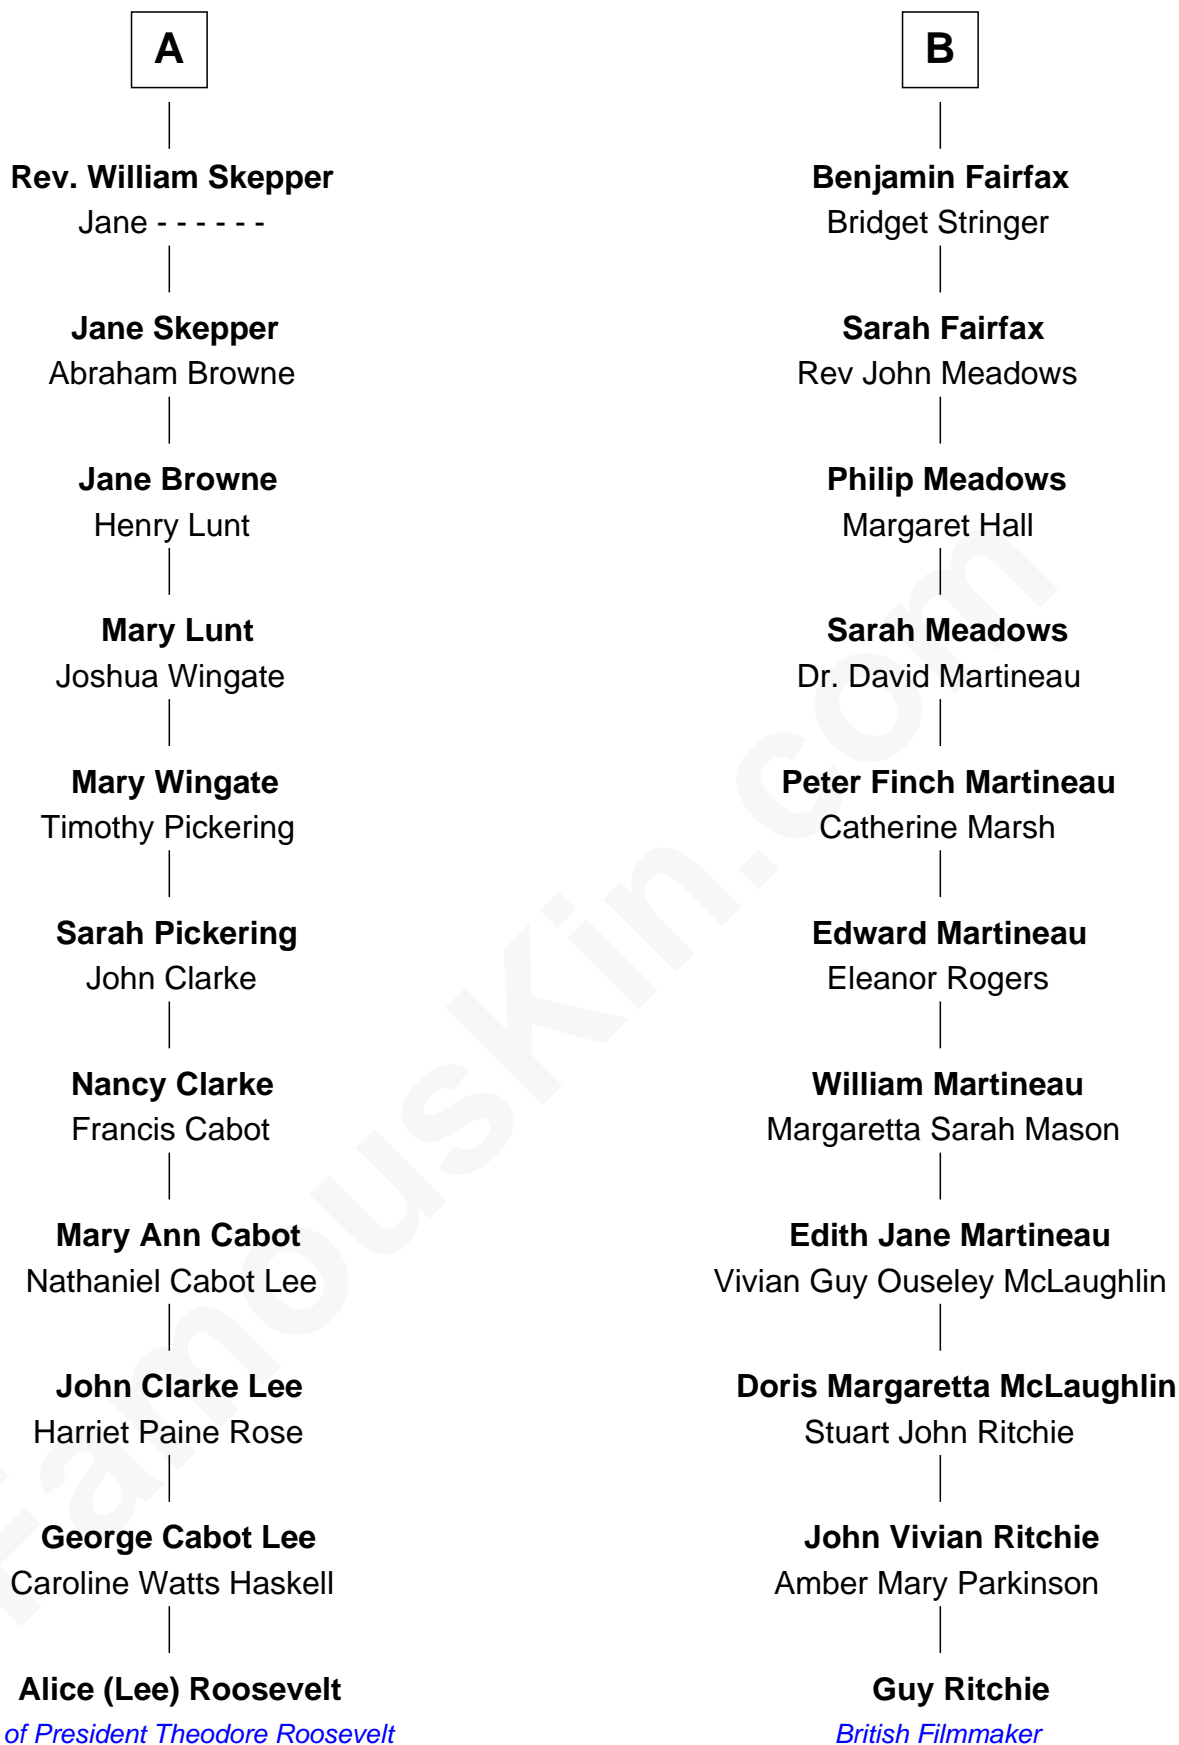 A
Rev. William Skepper
Jane - - - - - -
Jane Skepper
Abraham Browne
Jane Browne
Henry Lunt
Mary Lunt
Joshua Wingate
Mary Wingate
Timothy Pickering
Sarah Pickering
John Clarke
Nancy Clarke
Francis Cabot
Mary Ann Cabot
Nathaniel Cabot Lee
John Clarke Lee
Harriet Paine Rose
George Cabot Lee
Caroline Watts Haskell
Alice (Lee) Roosevelt
of President Theodore Roosevelt
B
Benjamin Fairfax
Bridget Stringer
Sarah Fairfax
Rev John Meadows
Philip Meadows
Margaret Hall
Sarah Meadows
Dr. David Martineau
Peter Finch Martineau
Catherine Marsh
Edward Martineau
Eleanor Rogers
William Martineau
Margaretta Sarah Mason
Edith Jane Martineau
Vivian Guy Ouseley McLaughlin
Doris Margaretta McLaughlin
Stuart John Ritchie
John Vivian Ritchie
Amber Mary Parkinson
Guy Ritchie
British Filmmaker
FamousKin.com